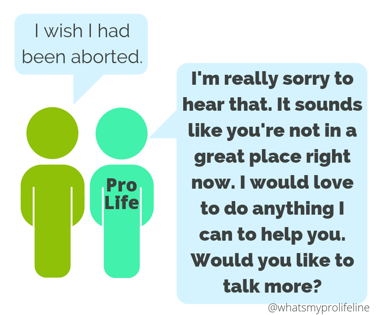 I wish I had
been aborted.
I'm really sorry to
hear that. It sounds
like you're not in a
great place right
now. I would love
to do anything I
can to help you.
Would you like to
talk more?
Pro
Life
@whatsmyprolifeline